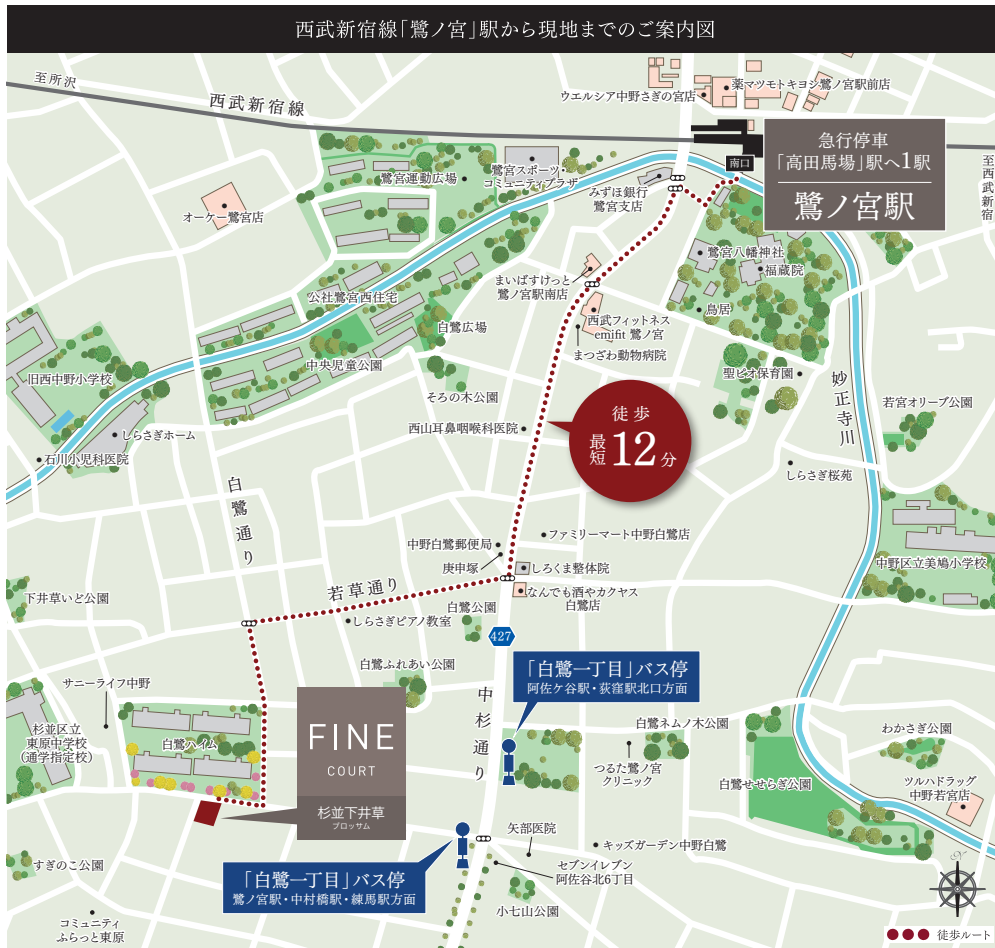 西武新宿線「鷺ノ宮」駅から現地までのご案内図
至所沢
西武新宿線
ウエルシア中野さぎの宮店
薬マツモトキヨシ鷺ノ宮駅前店
南口
急行停車
「高田馬場」駅へ1駅
鷺ノ宮駅
至西武新宿
鷺宮運動広場
鷺宮スポーツ・
コミュニティプラザ
みずほ銀行
鷺宮支店
オーケー鷺宮店
鷺宮八幡神社
福蔵院
鳥居
まいばすけっと
鷺ノ宮駅南店
公社鷺宮西住宅
白鷺広場
西武フィットネス
emifit 鷺ノ宮
まつざわ動物病院
中央児童公園
旧西中野小学校
聖ピオ保育園
妙正寺川
そろの木公園
若宮オリーブ公園
徒歩
最短12分
西山耳鼻咽喉科医院
しらさぎホーム
石川小児科医院
しらさぎ桜苑
白鷺通り
中野白鷺郵便局
ファミリーマート中野白鷺店
庚申塚
しろくま整体院
中野区立美鳩小学校
若草通り
なんでも酒やカクヤス
白鷺店
下井草いど公園
白鷺公園
しらさぎピアノ教室
427
白鷺ふれあい公園
「白鷺一丁目」バス停
阿佐ケ谷駅・荻窪駅北口方面
サニーライフ中野
中杉通り
FINE
COURT
杉並下井草
ブロッサム
杉並区立
東原中学校
(通学指定校)
白鷺ハイム
白鷺ネムノ木公園
わかさぎ公園
つるた鷺ノ宮
クリニック
白鷺せせらぎ公園
ツルハドラッグ
中野若宮店
矢部医院
キッズガーデン中野白鷺
すぎのこ公園
「白鷺一丁目」バス停
鷺ノ宮駅・中村橋駅・練馬駅方面
セブンイレブン
阿佐谷北6丁目
小七山公園
コミュニティ
ふらっと東原
N
徒歩ルート